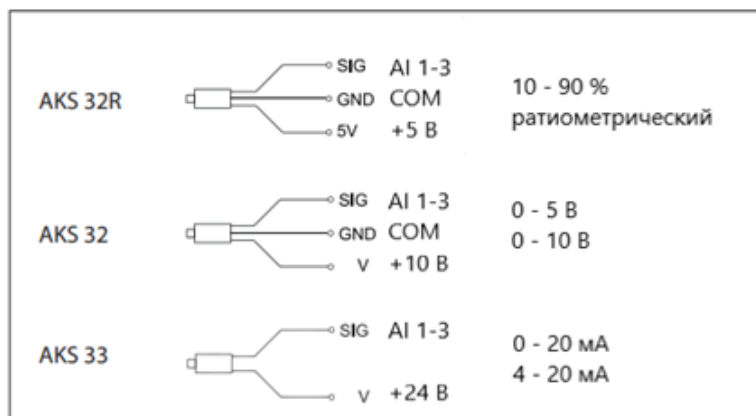 AKS 32R
SIG AI 1-3
GND COM
5V +5 В
10 - 90 %
ратиометрический
AKS 32
SIG AI 1-3
GND COM
V +10 В
0 - 5 В
0 - 10 В
AKS 33
SIG AI 1-3
V +24 В
0 - 20 мА
4 - 20 мА